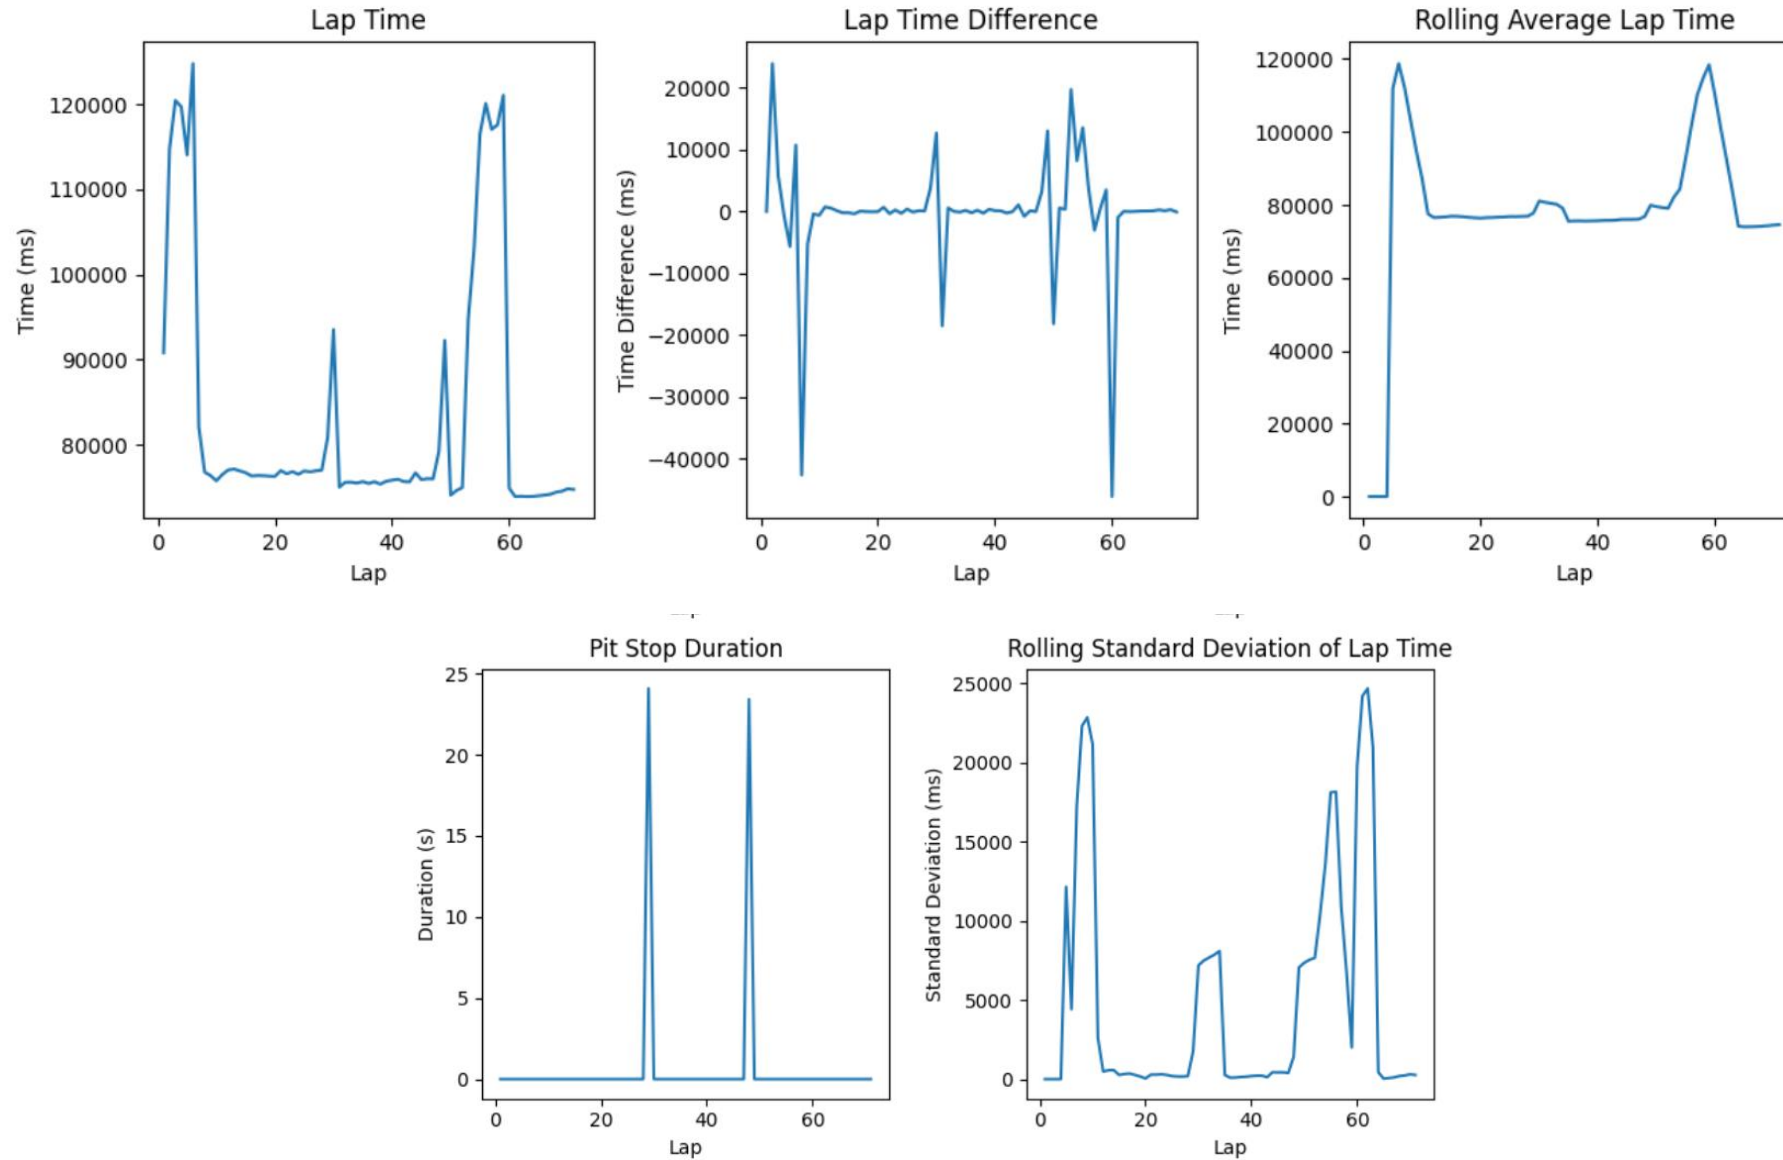 Lap Time
Time (ms)
120000
110000
100000
90000
80000
0 20 40 60
Lap
Lap Time Difference
Time Difference (ms)
20000
10000
0
−10000
−20000
−30000
−40000
0 20 40 60
Lap
Rolling Average Lap Time
Time (ms)
120000
100000
80000
60000
40000
20000
0
0 20 40 60
Lap
Pit Stop Duration
Duration (s)
25
20
15
10
5
0
0 20 40 60
Lap
Rolling Standard Deviation of Lap Time
Standard Deviation (ms)
25000
20000
15000
10000
5000
0
0 20 40 60
Lap